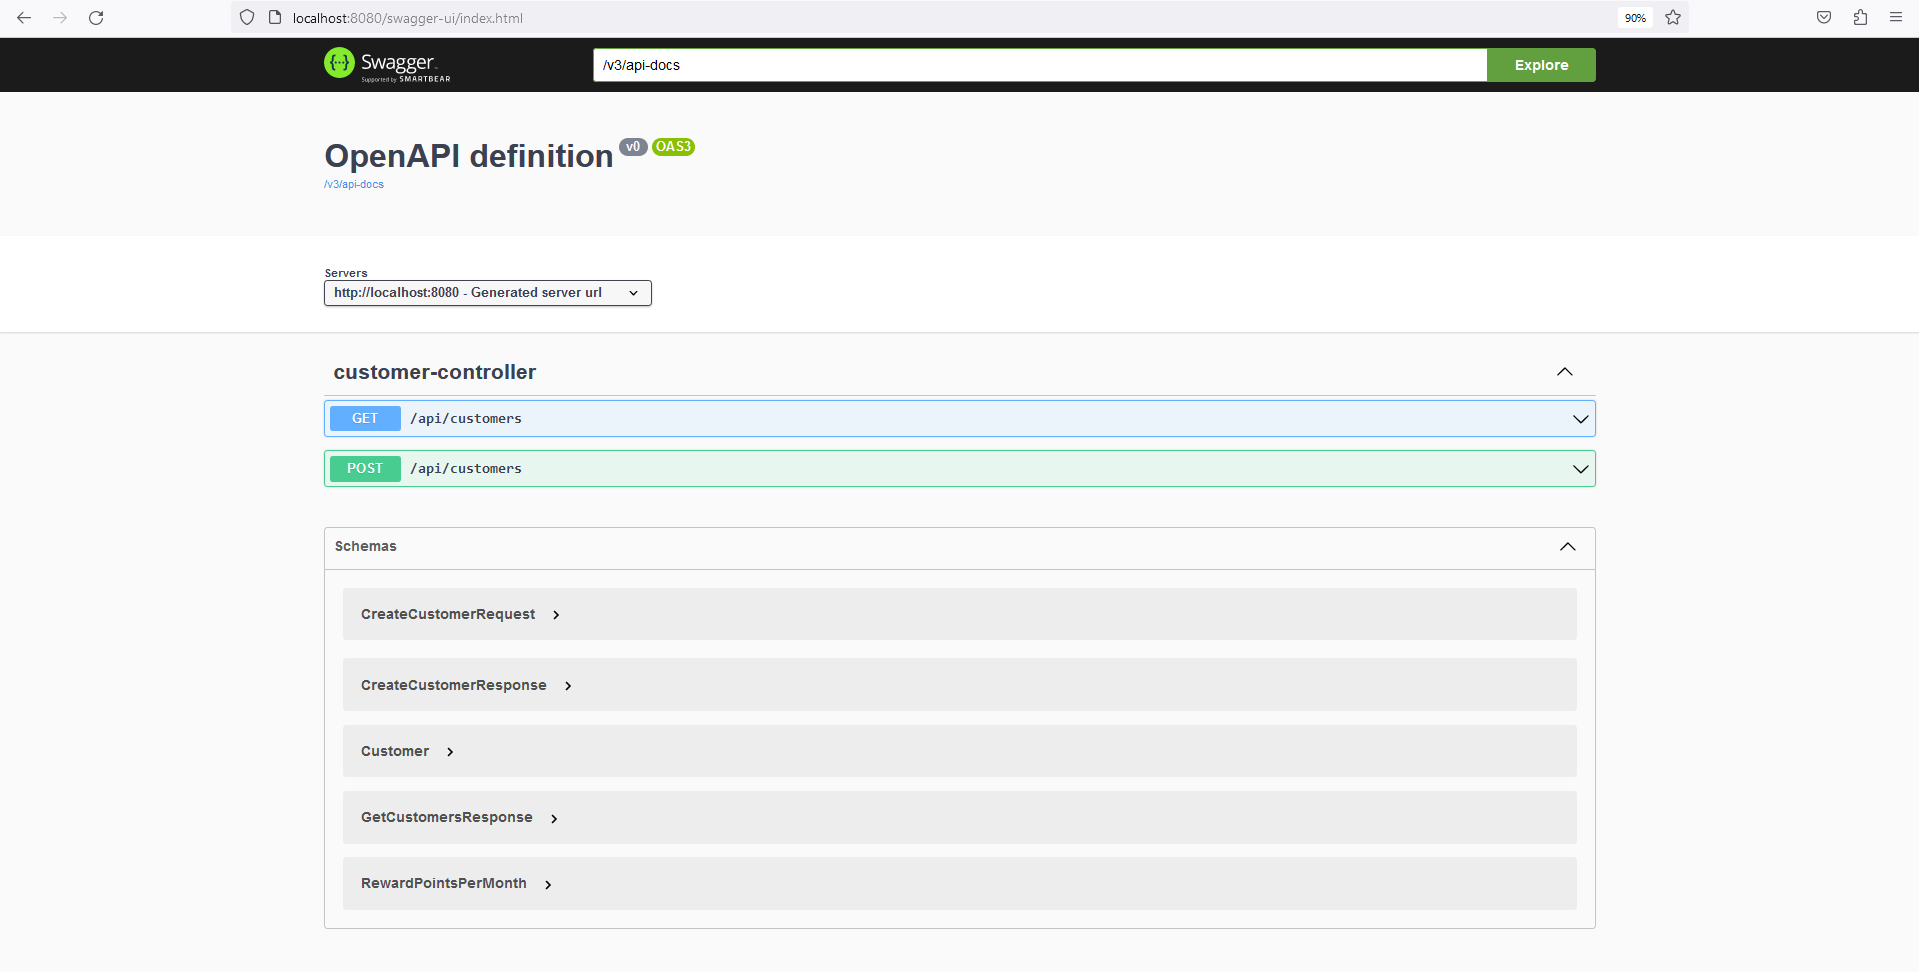 localhost:8080/swagger-ui/index.html
90%
Swagger
Supported by SMARTBEAR
/v3/api-docs
Explore
OpenAPI definition v0 OAS3
/v3/api-docs
Servers
http://localhost:8080 - Generated server url
customer-controller
GET /api/customers
POST /api/customers
Schemas
CreateCustomerRequest
CreateCustomerResponse
Customer
GetCustomersResponse
RewardPointsPerMonth